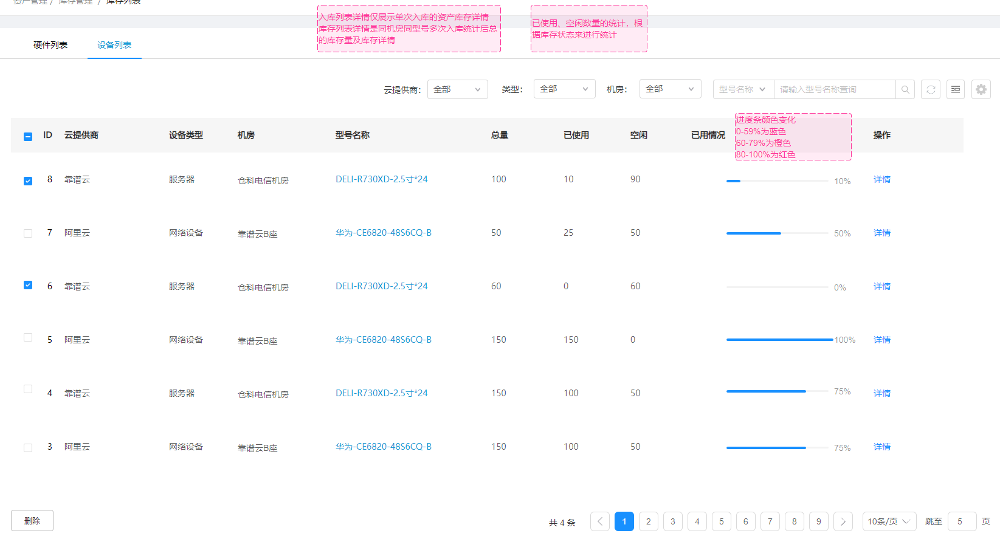 资产管理 / 库存管理 / 库存列表
入库列表详情仅展示单次入库的资产库存详情
库存列表详情是同机房同型号多次入库统计后总
的库存量及库存详情
已使用、空闲数量的统计，根
据库存状态来进行统计
硬件列表 设备列表
云提供商： 全部 类型： 全部 机房： 全部 型号名称 请输入型号名称查询
进度条颜色变化
0-59%为蓝色
60-79%为橙色
80-100%为红色
ID 云提供商 设备类型 机房 型号名称 总量 已使用 空闲 已用情况 操作
8 靠谱云 服务器 仓科电信机房 DELI-R730XD-2.5寸*24 100 10 90 10% 详情
7 阿里云 网络设备 靠谱云B座 华为-CE6820-48S6CQ-B 50 25 50 50% 详情
6 靠谱云 服务器 仓科电信机房 DELI-R730XD-2.5寸*24 60 0 60 0% 详情
5 阿里云 网络设备 靠谱云B座 华为-CE6820-48S6CQ-B 150 150 0 100% 详情
4 靠谱云 服务器 仓科电信机房 DELI-R730XD-2.5寸*24 150 100 50 75% 详情
3 阿里云 网络设备 靠谱云B座 华为-CE6820-48S6CQ-B 150 100 50 75% 详情
删除 共 4 条 1 2 3 4 5 6 7 8 9 10条/页 跳至 5 页